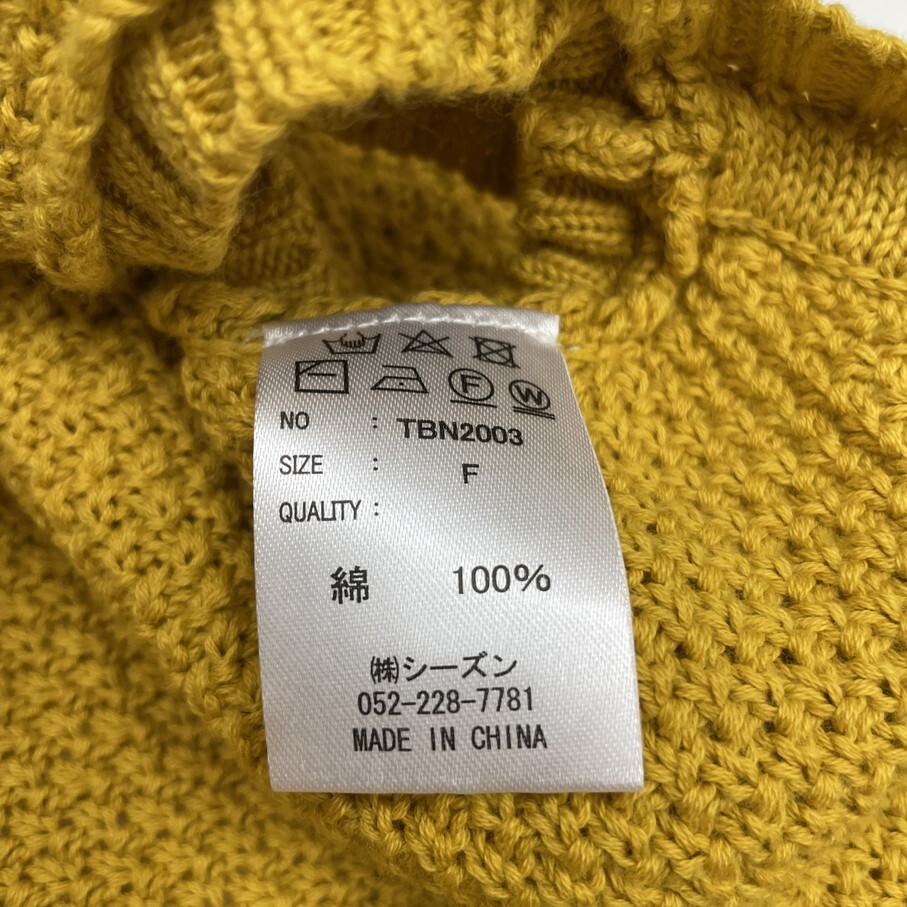 F W
NO : TBN2003
SIZE : F
QUALITY :
綿 100%
㈱シーズン
052-228-7781
MADE IN CHINA